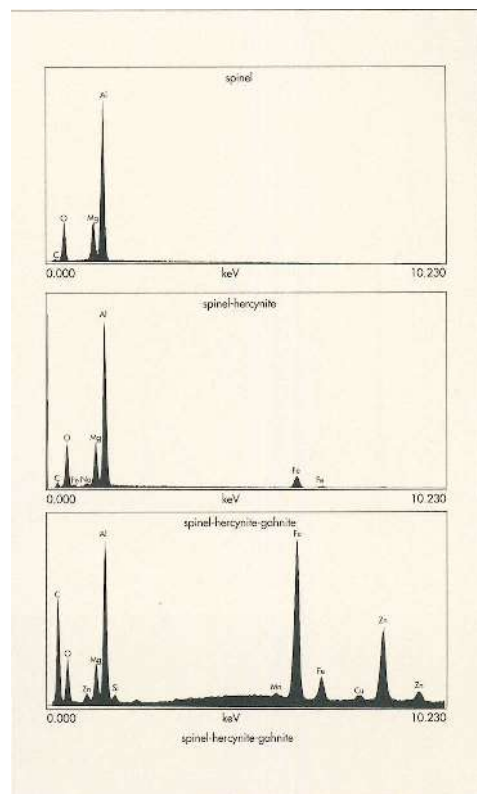 spinel
Al
O
Mg
C
0.000 keV 10.230
spinel-hercynite
Al
O
Mg
C
Fe Na
Fe
Fe
0.000 keV 10.230
spinel-hercynite-gahnite
Al
Fe
C
Zn
O
Mg
Zn
Si
Fe
Mn
Cu
Zn
0.000 keV 10.230
spinel-hercynite-gahnite